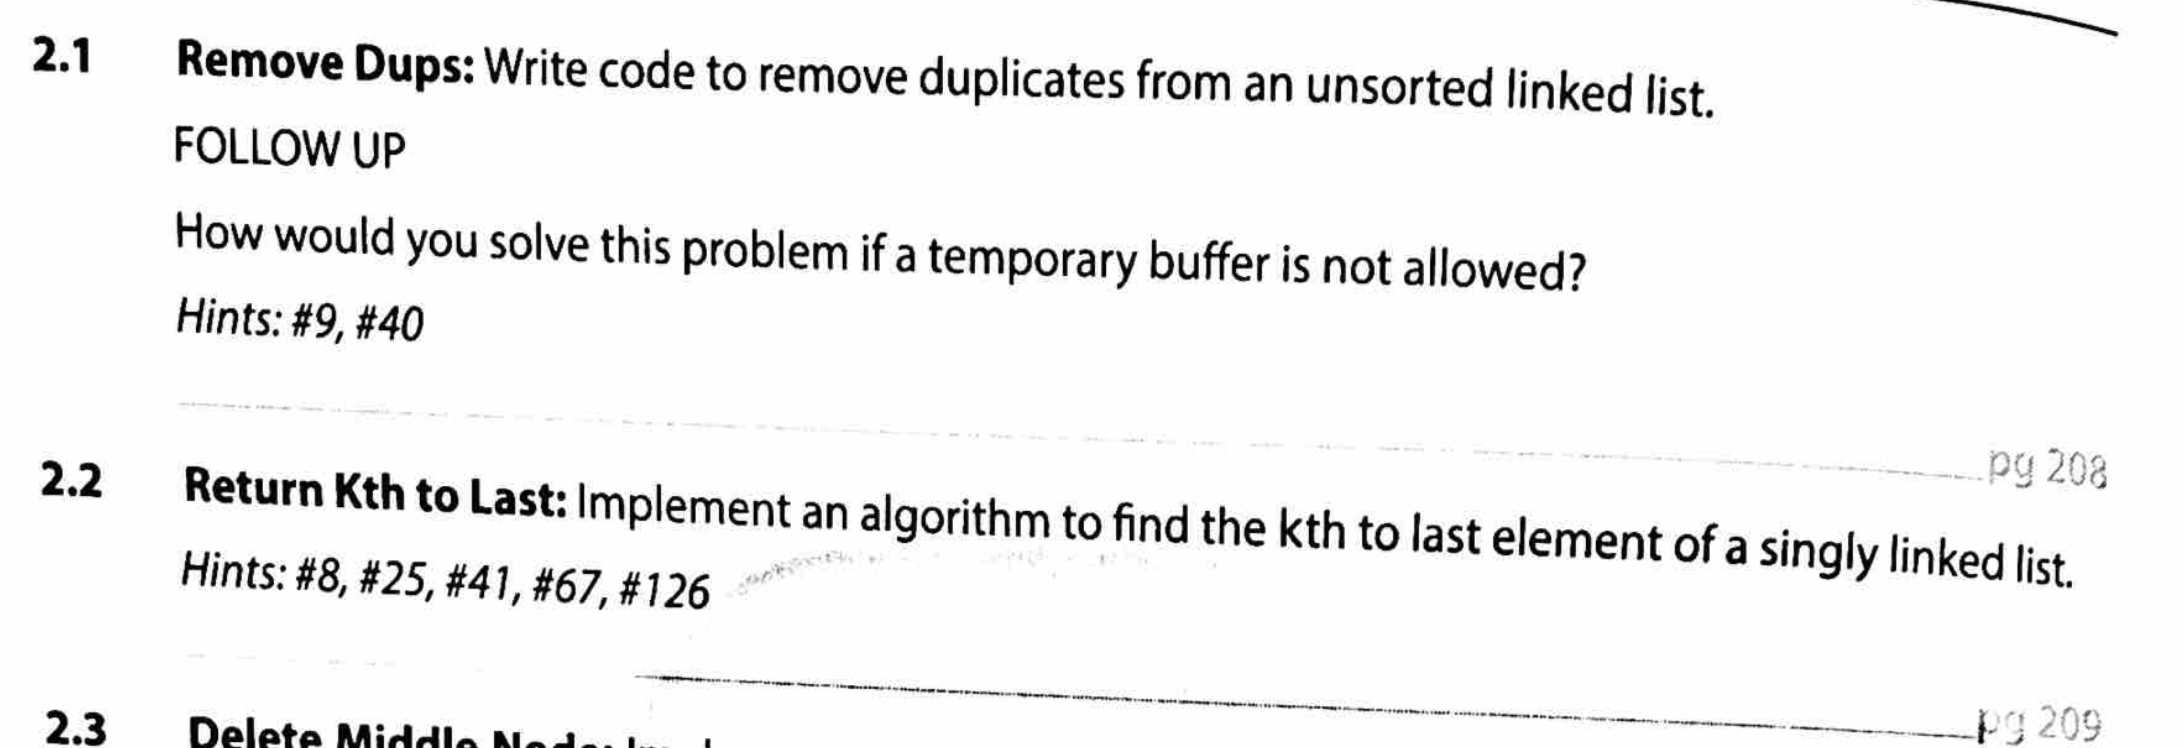 2.1 Remove Dups: Write code to remove duplicates from an unsorted linked list.
FOLLOW UP
How would you solve this problem if a temporary buffer is not allowed?
Hints: #9, #40
pg 208
2.2 Return Kth to Last: Implement an algorithm to find the kth to last element of a singly linked list.
Hints: #8, #25, #41, #67, #126
pg 209
2.3 Delete Middle Node: